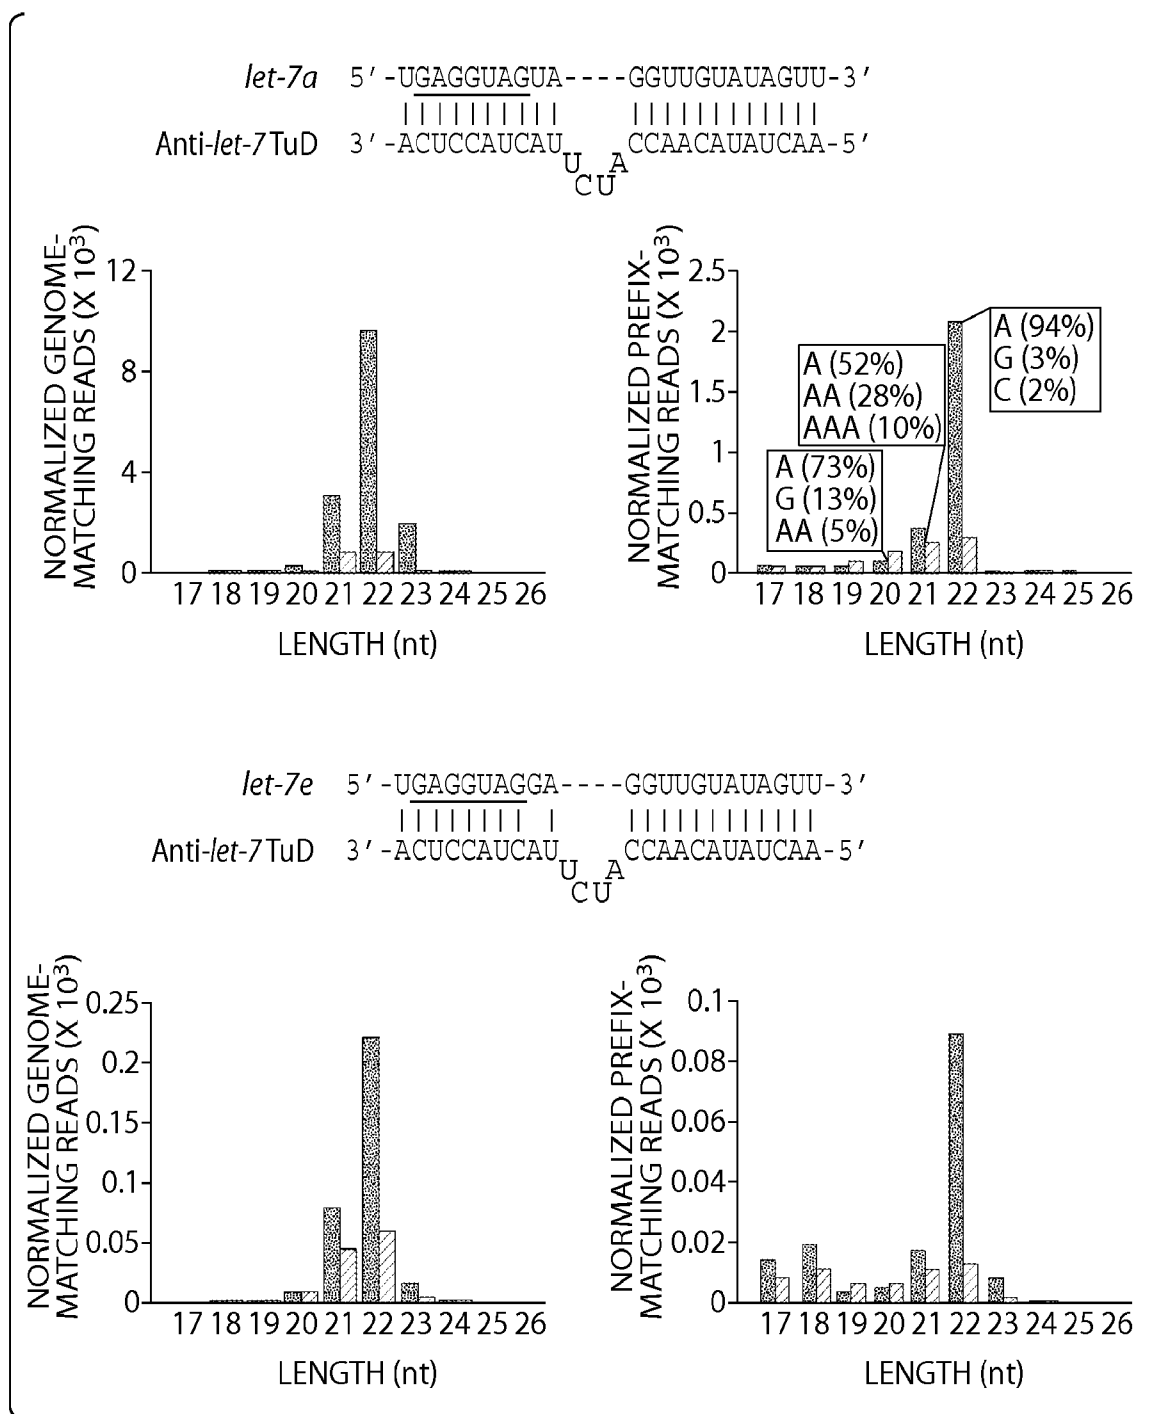 let-7a 5'-UGAGGUAGUA----GGUUGUAUAGUU-3'
Anti-let-7 TuD 3'-ACUCCAUCAUUCUACCAACAUAUCAA-5'
NORMALIZED GENOME-
MATCHING READS (X 10³)
12
8
4
0
17 18 19 20 21 22 23 24 25 26
LENGTH (nt)
NORMALIZED PREFIX-
MATCHING READS (X 10³)
2.5
2
1.5
1
0.5
0
A (94%)
G (3%)
C (2%)
A (52%)
AA (28%)
AAA (10%)
A (73%)
G (13%)
AA (5%)
17 18 19 20 21 22 23 24 25 26
LENGTH (nt)
let-7e 5'-UGAGGUAGGA----GGUUGUAUAGUU-3'
Anti-let-7 TuD 3'-ACUCCAUCAUUCUACCAACAUAUCAA-5'
NORMALIZED GENOME-
MATCHING READS (X 10³)
0.25
0.2
0.15
0.1
0.05
0
17 18 19 20 21 22 23 24 25 26
LENGTH (nt)
NORMALIZED PREFIX-
MATCHING READS (X 10³)
0.1
0.08
0.06
0.04
0.02
0
17 18 19 20 21 22 23 24 25 26
LENGTH (nt)